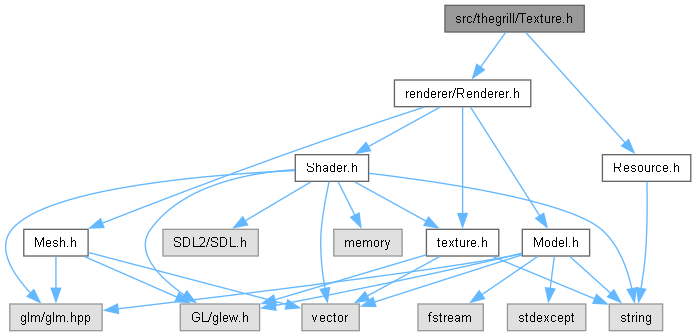 src/thegrill/Texture.h
renderer/Renderer.h
Shader.h
Resource.h
Mesh.h
SDL2/SDL.h
memory
texture.h
Model.h
glm/glm.hpp
GL/glew.h
vector
fstream
stdexcept
string